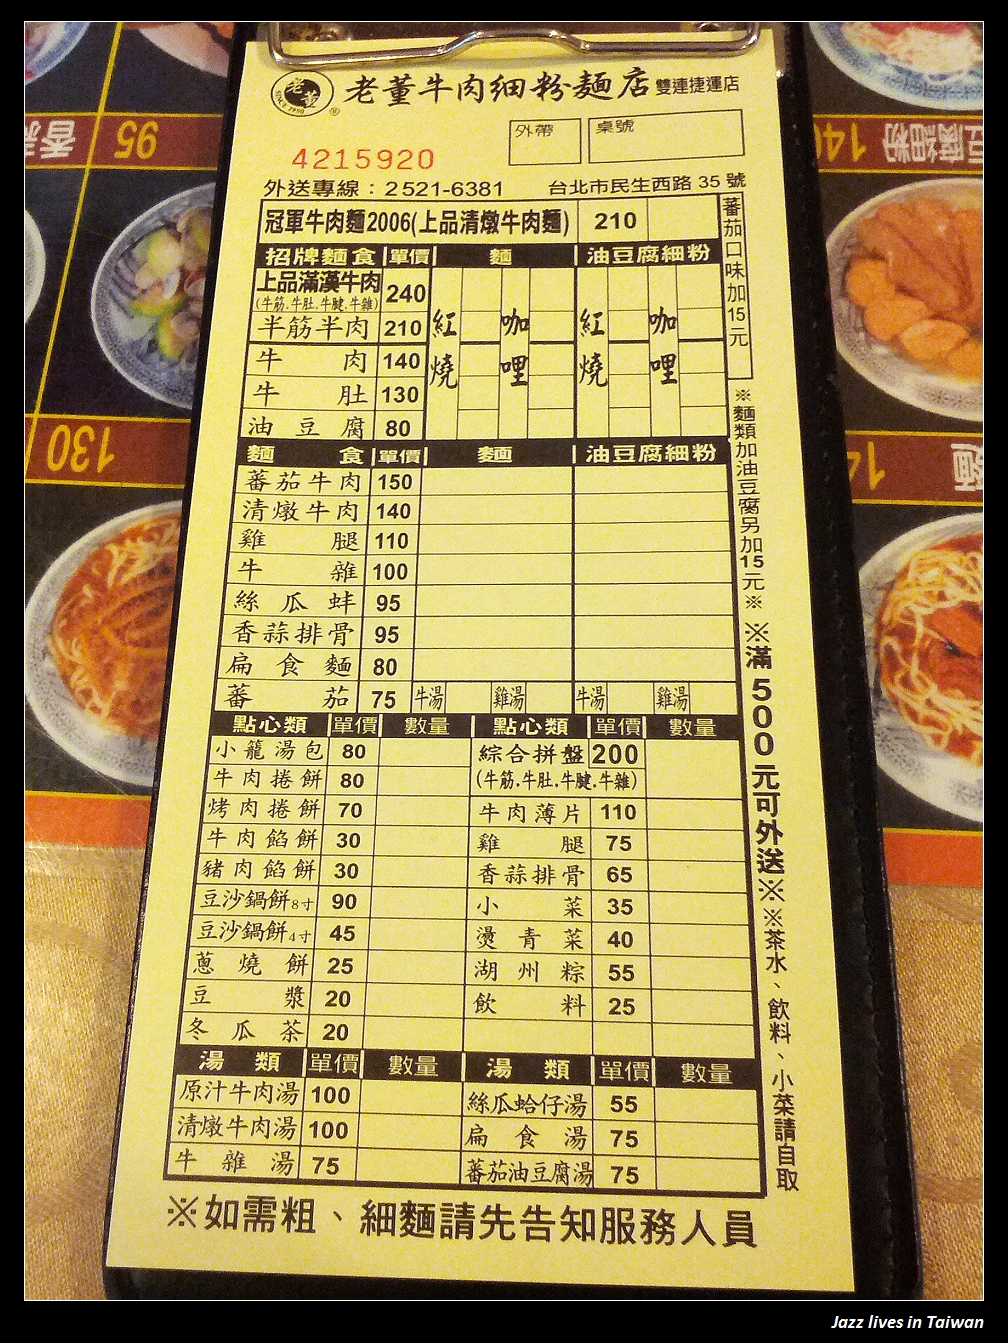 老董牛肉細粉麵店 雙連捷運店
老董
SINCE 1950
®
外帶 桌號
4215920
外送專線：2521-6381 台北市民生西路 35 號
冠軍牛肉麵2006(上品清燉牛肉麵) 210
招牌麵食 單價 麵 油豆腐細粉
上品滿漢牛肉 240
(牛筋.牛肚.牛腱.牛雜)
半筋半肉 210
牛肉 140
牛肚 130
油豆腐 80
紅燒 咖哩 紅燒 咖哩
麵食 單價 麵 油豆腐細粉
蕃茄牛肉 150
清燉牛肉 140
雞腿 110
牛雜 100
絲瓜蚌 95
香蒜排骨 95
扁食麵 80
蕃茄 75 牛湯 雞湯 牛湯 雞湯
點心類 單價 數量 點心類 單價 數量
小籠湯包 80 綜合拼盤 200
牛肉捲餅 80 (牛筋.牛肚.牛腱.牛雜)
烤肉捲餅 70 牛肉薄片 110
牛肉餡餅 30 雞腿 75
豬肉餡餅 30 香蒜排骨 65
豆沙鍋餅8寸 90 小菜 35
豆沙鍋餅4寸 45 燙青菜 40
蔥燒餅 25 湖州粽 55
豆漿 20 飲料 25
冬瓜茶 20
湯類 單價 數量 湯類 單價 數量
原汁牛肉湯 100 絲瓜蛤仔湯 55
清燉牛肉湯 100 扁食湯 75
牛雜湯 75 蕃茄油豆腐湯 75
※如需粗、細麵請先告知服務人員
蕃茄口味加15元
※麵類加油豆腐另加15元※
※滿500元可外送※
※茶水、飲料、小菜請自取
香蒜
95
130
140
豆腐細粉
14
麵
Jazz lives in Taiwan